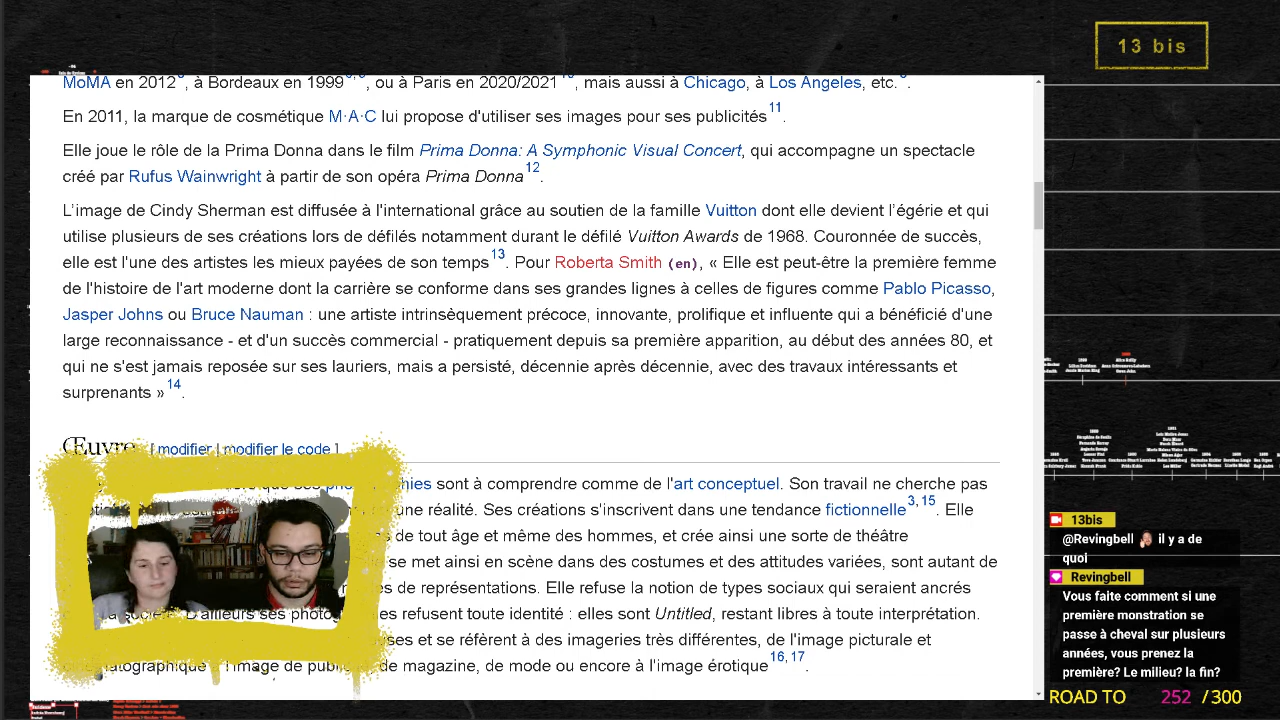 13 bis
MoMA en 2012, à Bordeaux en 1999, ou à Paris en 2020/2021, mais aussi à Chicago, à Los Angeles, etc.
En 2011, la marque de cosmétique M·A·C lui propose d'utiliser ses images pour ses publicités11.
Elle joue le rôle de la Prima Donna dans le film Prima Donna: A Symphonic Visual Concert, qui accompagne un spectacle
créé par Rufus Wainwright à partir de son opéra Prima Donna12.
L'image de Cindy Sherman est diffusée à l'international grâce au soutien de la famille Vuitton dont elle devient l'égérie et qui
utilise plusieurs de ses créations lors de défilés notamment durant le défilé Vuitton Awards de 1968. Couronnée de succès,
elle est l'une des artistes les mieux payées de son temps13. Pour Roberta Smith (en), « Elle est peut-être la première femme
de l'histoire de l'art moderne dont la carrière se conforme dans ses grandes lignes à celles de figures comme Pablo Picasso,
Jasper Johns ou Bruce Nauman : une artiste intrinsèquement précoce, innovante, prolifique et influente qui a bénéficié d'une
large reconnaissance - et d'un succès commercial - pratiquement depuis sa première apparition, au début des années 80, et
qui ne s'est jamais reposée sur ses lauriers, mais a persisté, décennie après décennie, avec des travaux intéressants et
surprenants »14.
Œuvre [ modifier | modifier le code ]
sont à comprendre comme de l'art conceptuel. Son travail ne cherche pas
une réalité. Ses créations s'inscrivent dans une tendance fictionnelle3, 15. Elle
de tout âge et même des hommes, et crée ainsi une sorte de théâtre
se met ainsi en scène dans des costumes et des attitudes variées, sont autant de
de représentations. Elle refuse la notion de types sociaux qui seraient ancrés
refusent toute identité : elles sont Untitled, restant libres à toute interprétation.
et se réfèrent à des imageries très différentes, de l'image picturale et
l'image de de magazine, de mode ou encore à l'image érotique16, 17.
13bis
@Revingbell il y a de
quoi
Revingbell
Vous faite comment si une
première monstration se
passe à cheval sur plusieurs
années, vous prenez la
première? Le milieu? la fin?
ROAD TO 252 / 300